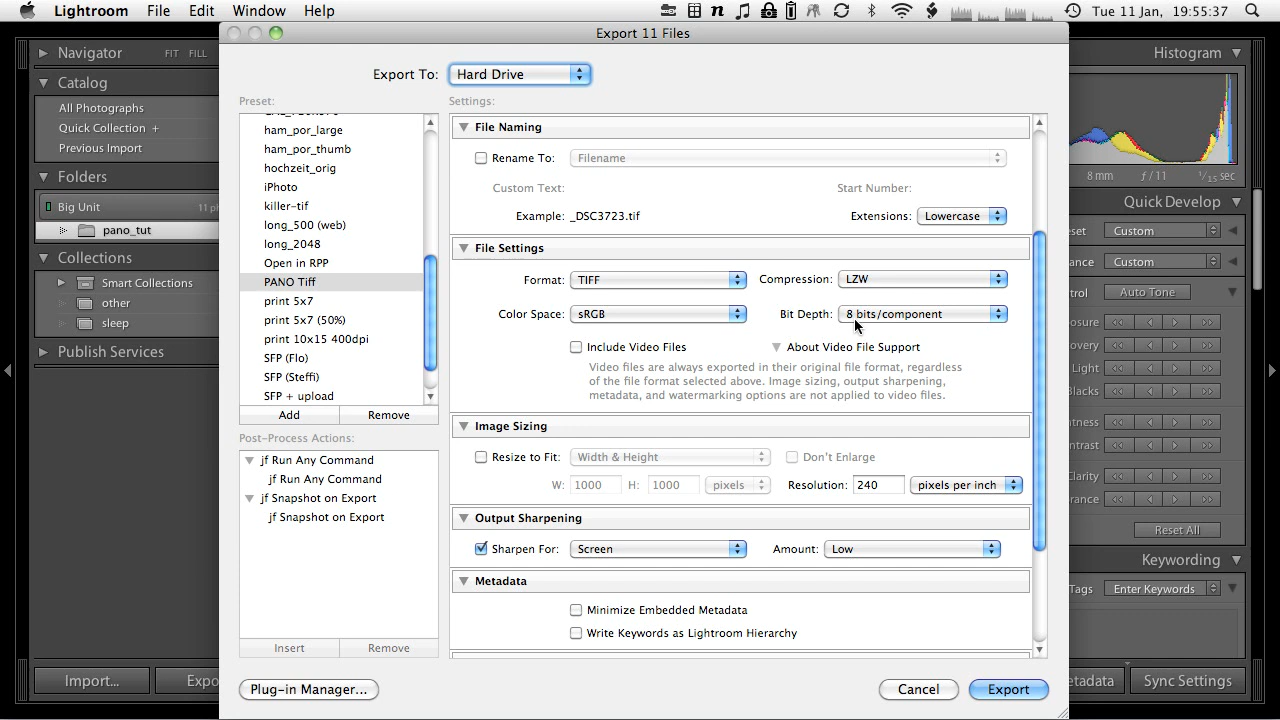 Lightroom File Edit Window Help Tue 11 Jan, 19:55:37
Export 11 Files
Navigator FIT FILL
Catalog
All Photographs
Quick Collection +
Previous Import
Folders
Big Unit 11
pano_tut
Collections
Smart Collections
other
sleep
Publish Services
Import...
Export To: Hard Drive
Preset:
ham_por_large
ham_por_thumb
hochzeit_orig
iPhoto
killer-tif
long_500 (web)
long_2048
Open in RPP
PANO Tiff
print 5x7
print 5x7 (50%)
print 10x15 400dpi
SFP (Flo)
SFP (Steffi)
SFP + upload
Add Remove
Post-Process Actions:
jf Run Any Command
jf Run Any Command
jf Snapshot on Export
jf Snapshot on Export
Insert Remove
Plug-in Manager...
Settings:
File Naming
Rename To: Filename
Custom Text: Start Number:
Example: _DSC3723.tif Extensions: Lowercase
File Settings
Format: TIFF Compression: LZW
Color Space: sRGB Bit Depth: 8 bits/component
Include Video Files About Video File Support
Video files are always exported in their original file format, regardless
of the file format selected above. Image sizing, output sharpening,
metadata, and watermarking options are not applied to video files.
Image Sizing
Resize to Fit: Width & Height Don't Enlarge
W: 1000 H: 1000 pixels Resolution: 240 pixels per inch
Output Sharpening
Sharpen For: Screen Amount: Low
Metadata
Minimize Embedded Metadata
Write Keywords as Lightroom Hierarchy
Cancel Export
Histogram
8 mm f / 11 1/15 sec
Quick Develop
Custom
Custom
Auto Tone
Reset All
Keywording
Tags Enter Keywords
Sync Settings